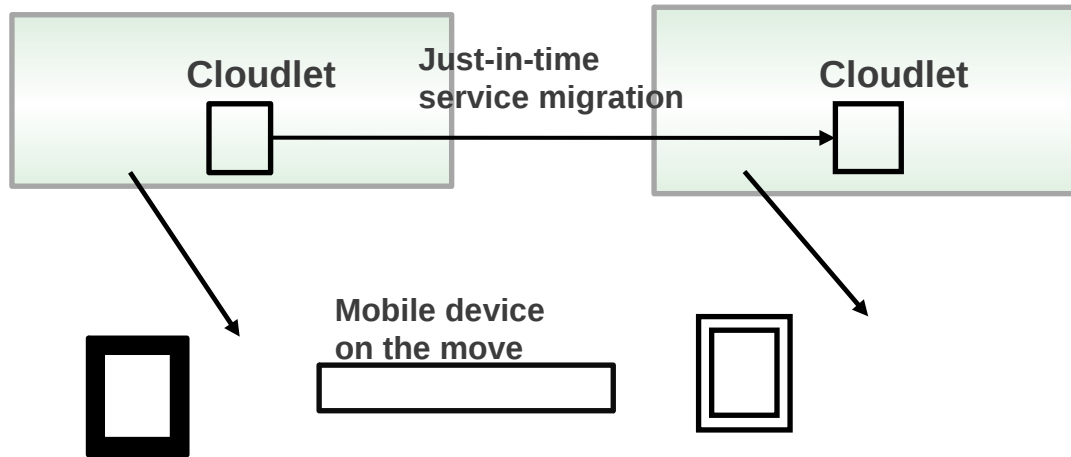 Cloudlet
Just-in-time
service migration
Cloudlet
Mobile device
on the move